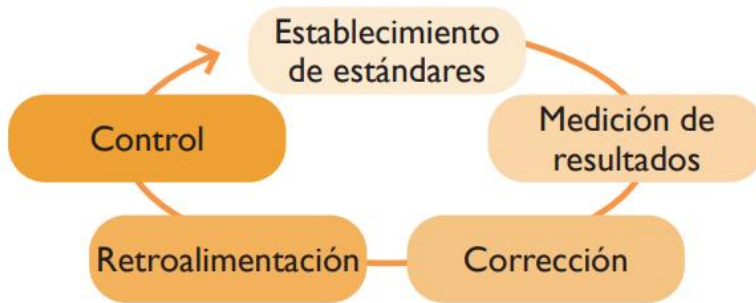 Establecimiento
de estándares
Medición de
resultados
Corrección
Retroalimentación
Control